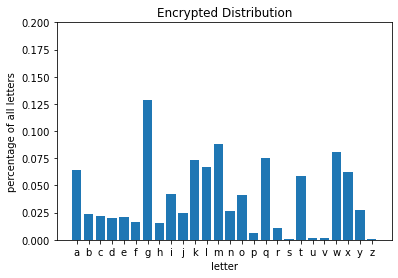 Encrypted Distribution
percentage of all letters
0.200
0.175
0.150
0.125
0.100
0.075
0.050
0.025
0.000
a b c d e f g h i j k l m n o p q r s t u v w x y z
letter